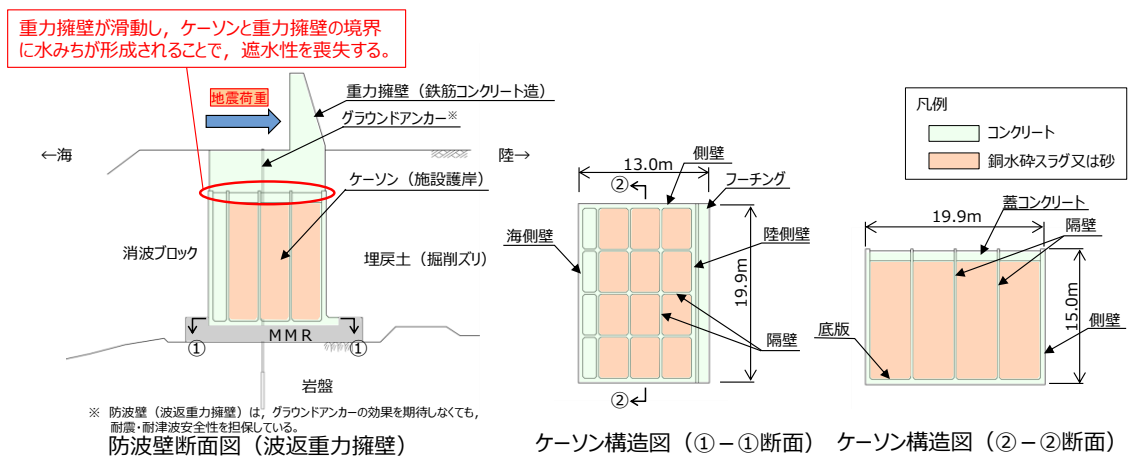 重力擁壁が滑動し，ケーソンと重力擁壁の境界
に水みちが形成されることで，遮水性を喪失する。
地震荷重
重力擁壁（鉄筋コンクリート造）
グラウンドアンカー※
←海
陸→
ケーソン（施設護岸）
消波ブロック
埋戻土（掘削ズリ）
MMR
①
①
岩盤
※ 防波壁（波返重力擁壁）は，グラウンドアンカーの効果を期待しなくても，
耐震・耐津波安全性を担保している。
防波壁断面図（波返重力擁壁）
13.0m
側壁
②
フーチング
海側壁
陸側壁
19.9m
隔壁
②
ケーソン構造図（①－①断面）
凡例
コンクリート
銅水砕スラグ又は砂
蓋コンクリート
19.9m
隔壁
15.0m
底版
側壁
ケーソン構造図（②－②断面）